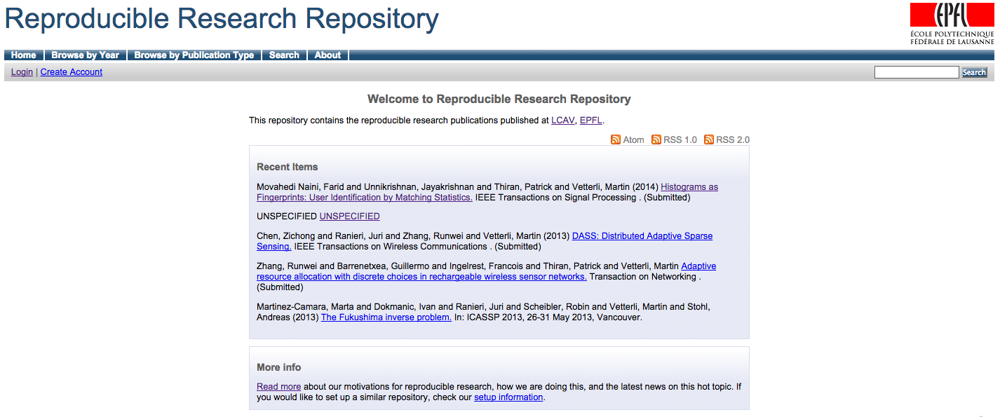 Reproducible Research Repository
EPFL
ÉCOLE POLYTECHNIQUE
FÉDÉRALE DE LAUSANNE
Home Browse by Year Browse by Publication Type Search About
Login | Create Account
Search
Welcome to Reproducible Research Repository
This repository contains the reproducible research publications published at LCAV, EPFL.
Atom RSS 1.0 RSS 2.0
Recent Items
Movahedi Naini, Farid and Unnikrishnan, Jayakrishnan and Thiran, Patrick and Vetterli, Martin (2014) Histograms as
Fingerprints: User Identification by Matching Statistics. IEEE Transactions on Signal Processing . (Submitted)
UNSPECIFIED UNSPECIFIED
Chen, Zichong and Ranieri, Juri and Zhang, Runwei and Vetterli, Martin (2013) DASS: Distributed Adaptive Sparse
Sensing. IEEE Transactions on Wireless Communications . (Submitted)
Zhang, Runwei and Barrenetxea, Guillermo and Ingelrest, Francois and Thiran, Patrick and Vetterli, Martin Adaptive
resource allocation with discrete choices in rechargeable wireless sensor networks. Transaction on Networking .
(Submitted)
Martinez-Camara, Marta and Dokmanic, Ivan and Ranieri, Juri and Scheibler, Robin and Vetterli, Martin and Stohl,
Andreas (2013) The Fukushima inverse problem. In: ICASSP 2013, 26-31 May 2013, Vancouver.
More info
Read more about our motivations for reproducible research, how we are doing this, and the latest news on this hot topic. If
you would like to set up a similar repository, check our setup information.